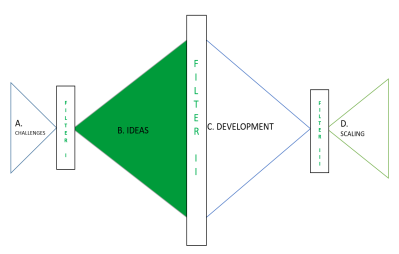 A.
CHALLENGES
FILTER I
B. IDEAS
FILTER II
C. DEVELOPMENT
FILTER III
D.
SCALING